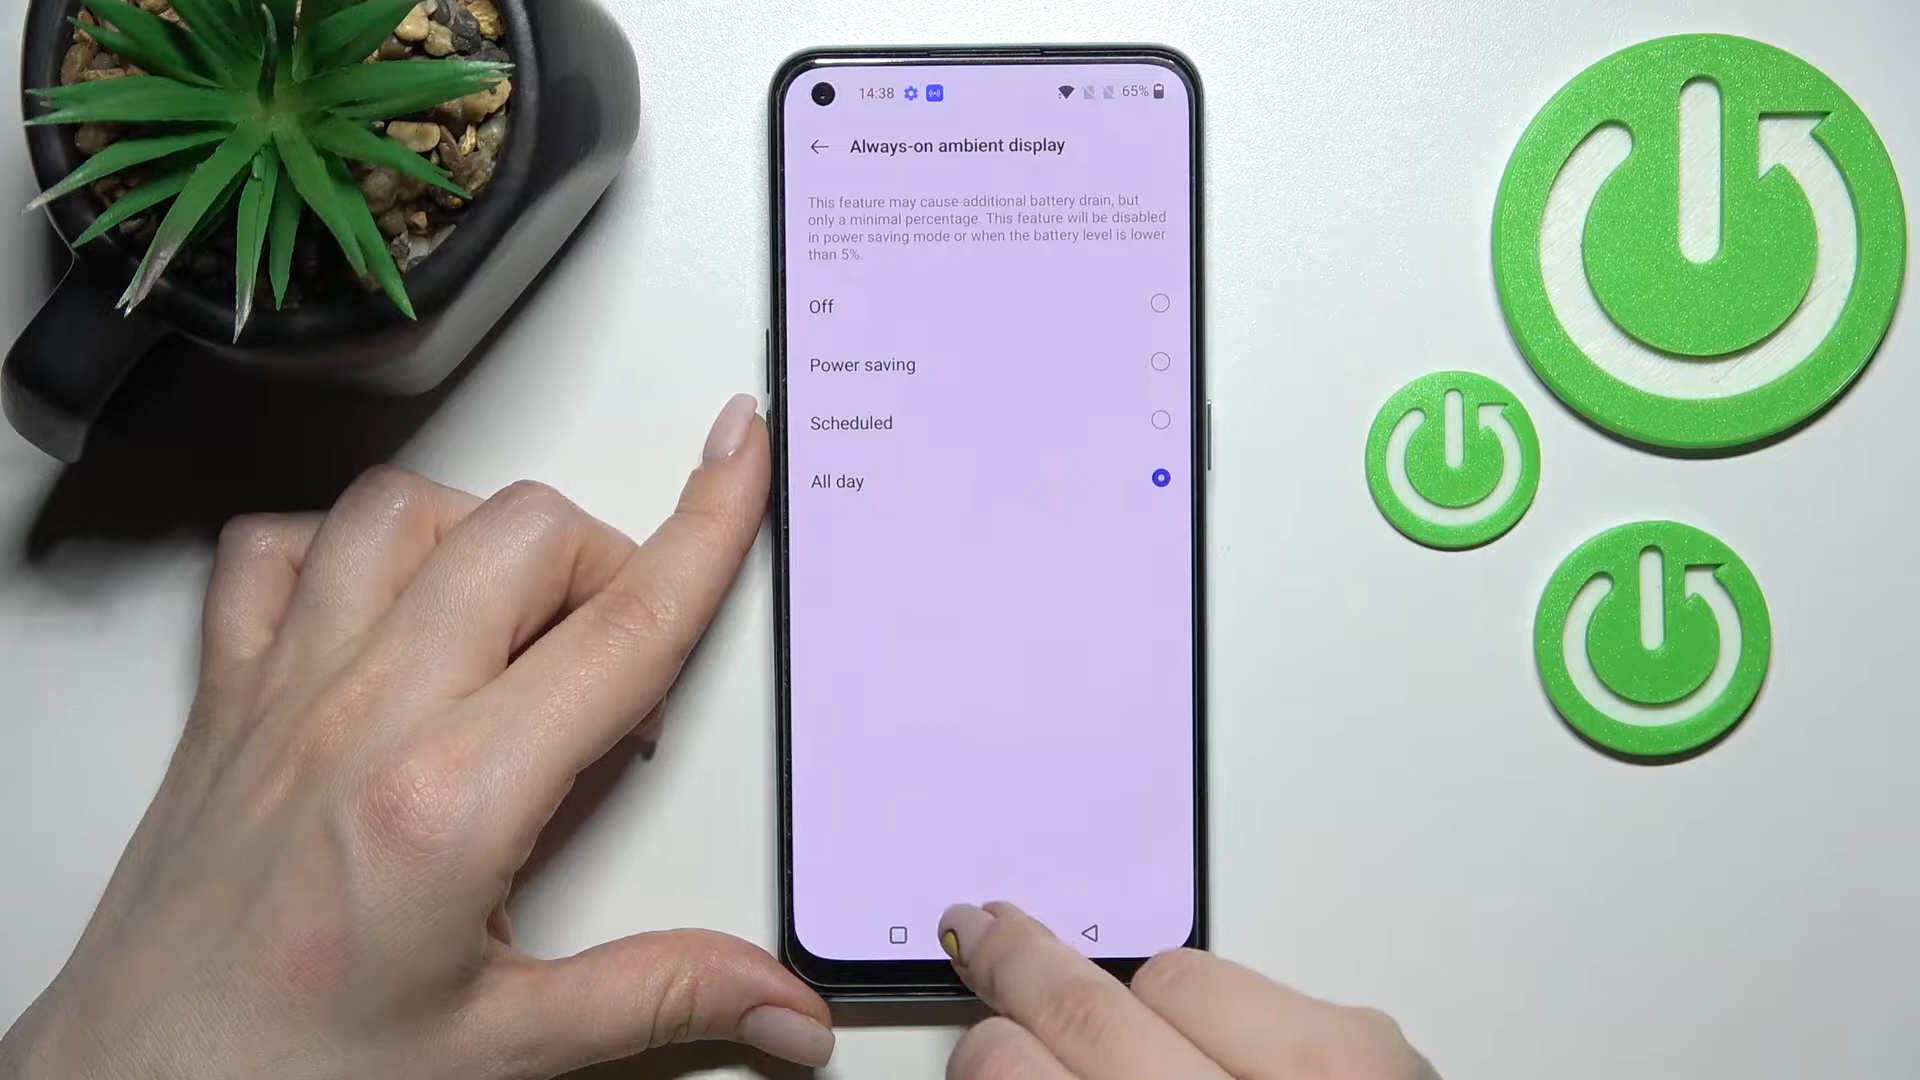 14:38
65%
Always-on ambient display
This feature may cause additional battery drain, but
only a minimal percentage. This feature will be disabled
in power saving mode or when the battery level is lower
than 5%.
Off
Power saving
Scheduled
All day